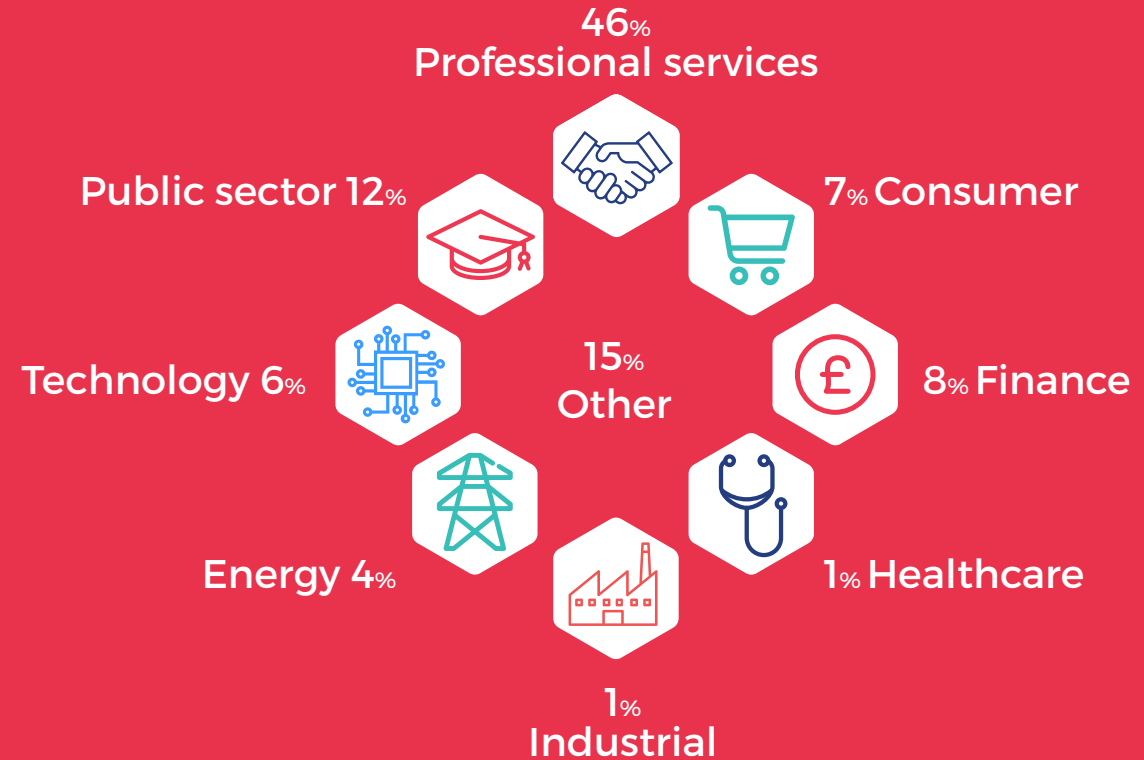 46%
Professional services
Public sector 12%
7% Consumer
Technology 6%
15%
Other
£
8% Finance
Energy 4%
1% Healthcare
1%
Industrial